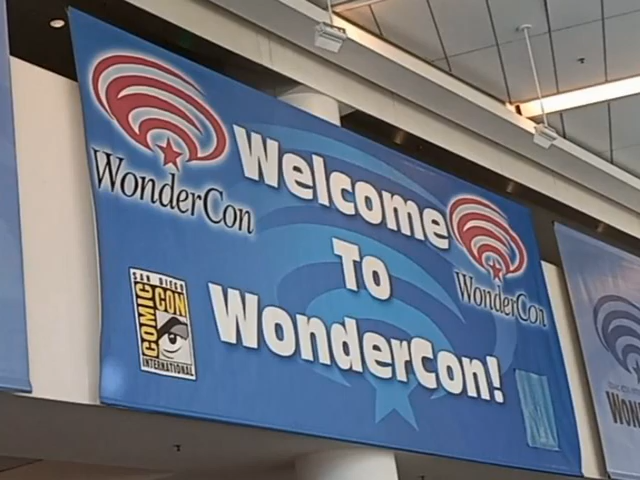 WonderCon
Welcome
To
WonderCon!
WonderCon
SAN DIEGO
COMIC
CON
INTERNATIONAL